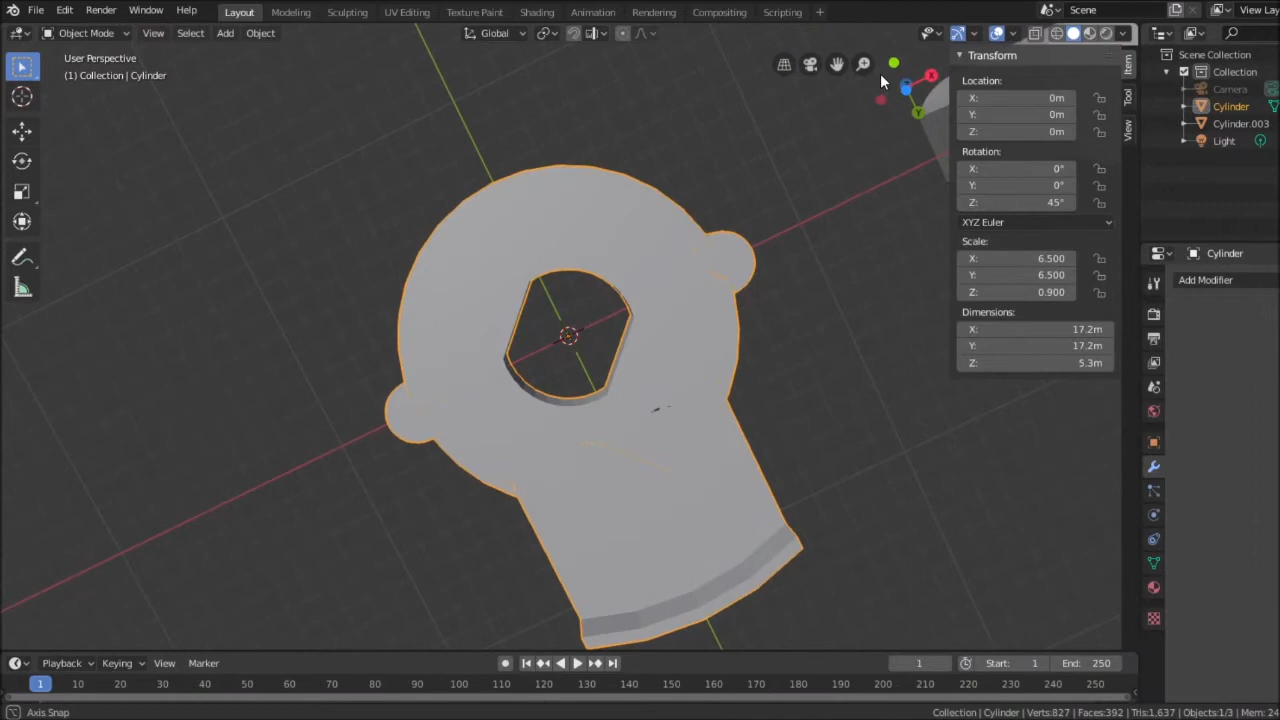 File Edit Render Window Help Layout Modeling Sculpting UV Editing Texture Paint Shading Animation Rendering Compositing Scripting + Scene View Lay
Object Mode View Select Add Object Global
User Perspective
(1) Collection | Cylinder
Transform
Location:
X: 0m
Y: 0m
Z: 0m
Rotation:
X: 0°
Y: 0°
Z: 45°
XYZ Euler
Scale:
X: 6.500
Y: 6.500
Z: 0.900
Dimensions:
X: 17.2m
Y: 17.2m
Z: 5.3m
Item
Tool
View
X
Y
Scene Collection
Collection
Camera
Cylinder
Cylinder.003
Light
Cylinder
Add Modifier
Playback Keying View Marker 1 Start: 1 End: 250
1 10 20 30 40 50 60 70 80 90 100 110 120 130 140 150 160 170 180 190 200 210 220 230 240 250
Axis Snap Collection | Cylinder | Verts:827 | Faces:392 | Tris:1,637 | Objects:1/3 | Mem: 24